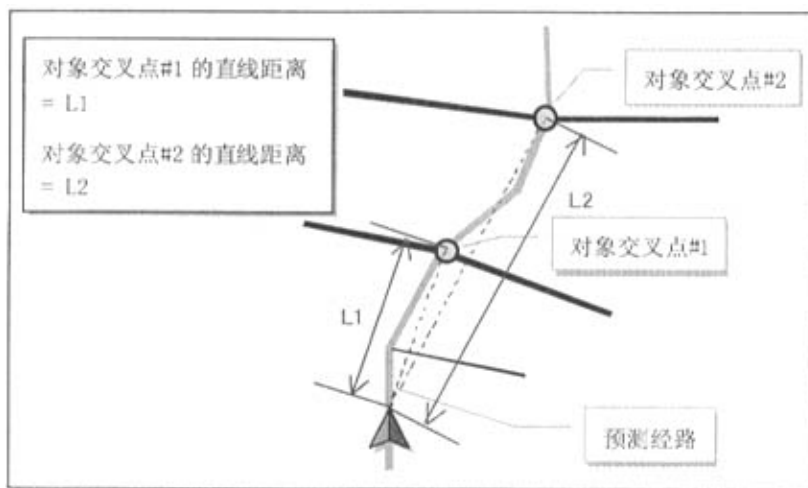 对象交叉点#1 的直线距离
= L1
对象交叉点#2 的直线距离
= L2
对象交叉点#2
L2
对象交叉点#1
L1
预测经路